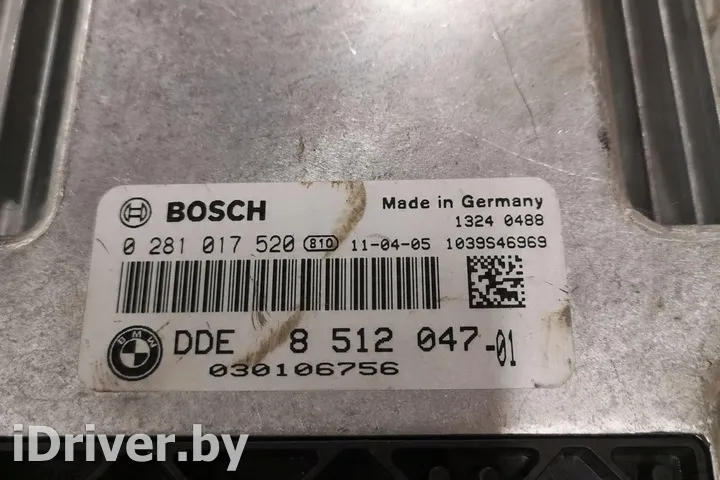 BOSCH
Made in Germany
1324 0488
0 281 017 520 810 11-04-05 1039S46969
BMW
DDE 8 512 047-01
030106756
iDriver.by